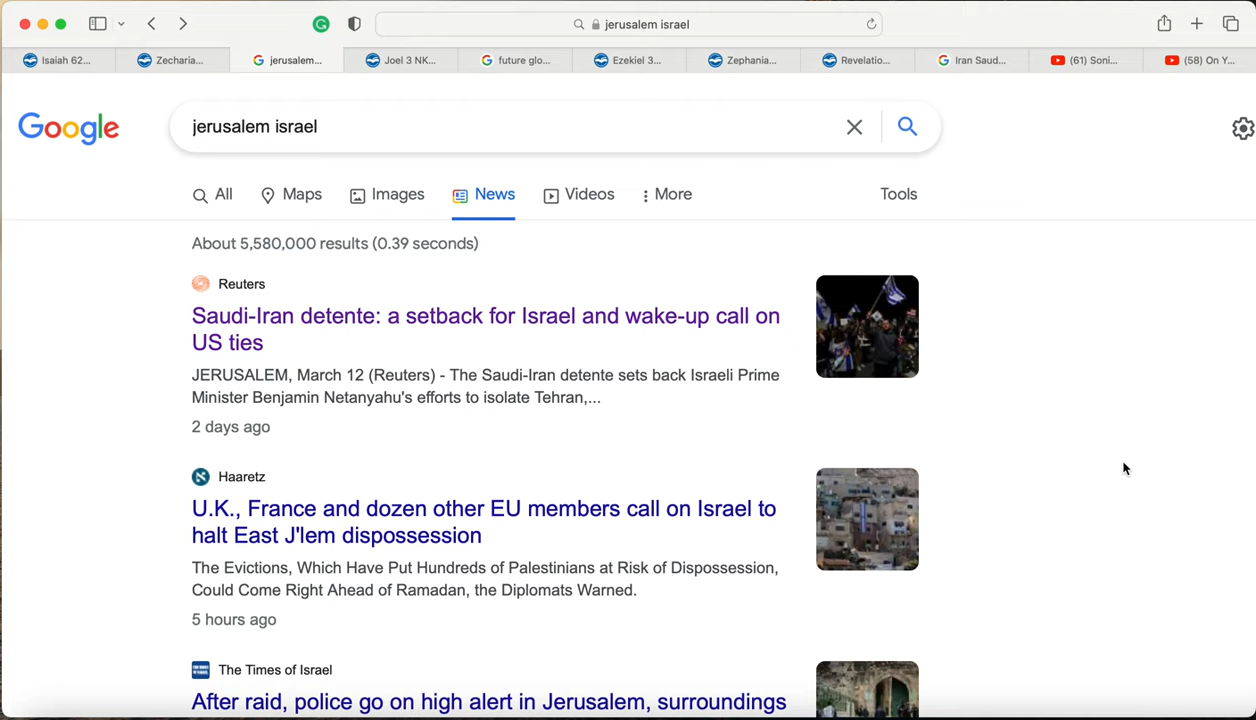 jerusalem israel
Isaiah 62...
Zecharia...
jerusalem...
Joel 3 NK...
future glo...
Ezekiel 3...
Zephania...
Revelatio...
Iran Saud...
(61) Soni...
(58) On Y...
Google
jerusalem israel
All
Maps
Images
News
Videos
More
Tools
About 5,580,000 results (0.39 seconds)
Reuters
Saudi-Iran detente: a setback for Israel and wake-up call on
US ties
JERUSALEM, March 12 (Reuters) - The Saudi-Iran detente sets back Israeli Prime
Minister Benjamin Netanyahu's efforts to isolate Tehran,...
2 days ago
Haaretz
U.K., France and dozen other EU members call on Israel to
halt East J'lem dispossession
The Evictions, Which Have Put Hundreds of Palestinians at Risk of Dispossession,
Could Come Right Ahead of Ramadan, the Diplomats Warned.
5 hours ago
The Times of Israel
After raid, police go on high alert in Jerusalem, surroundings